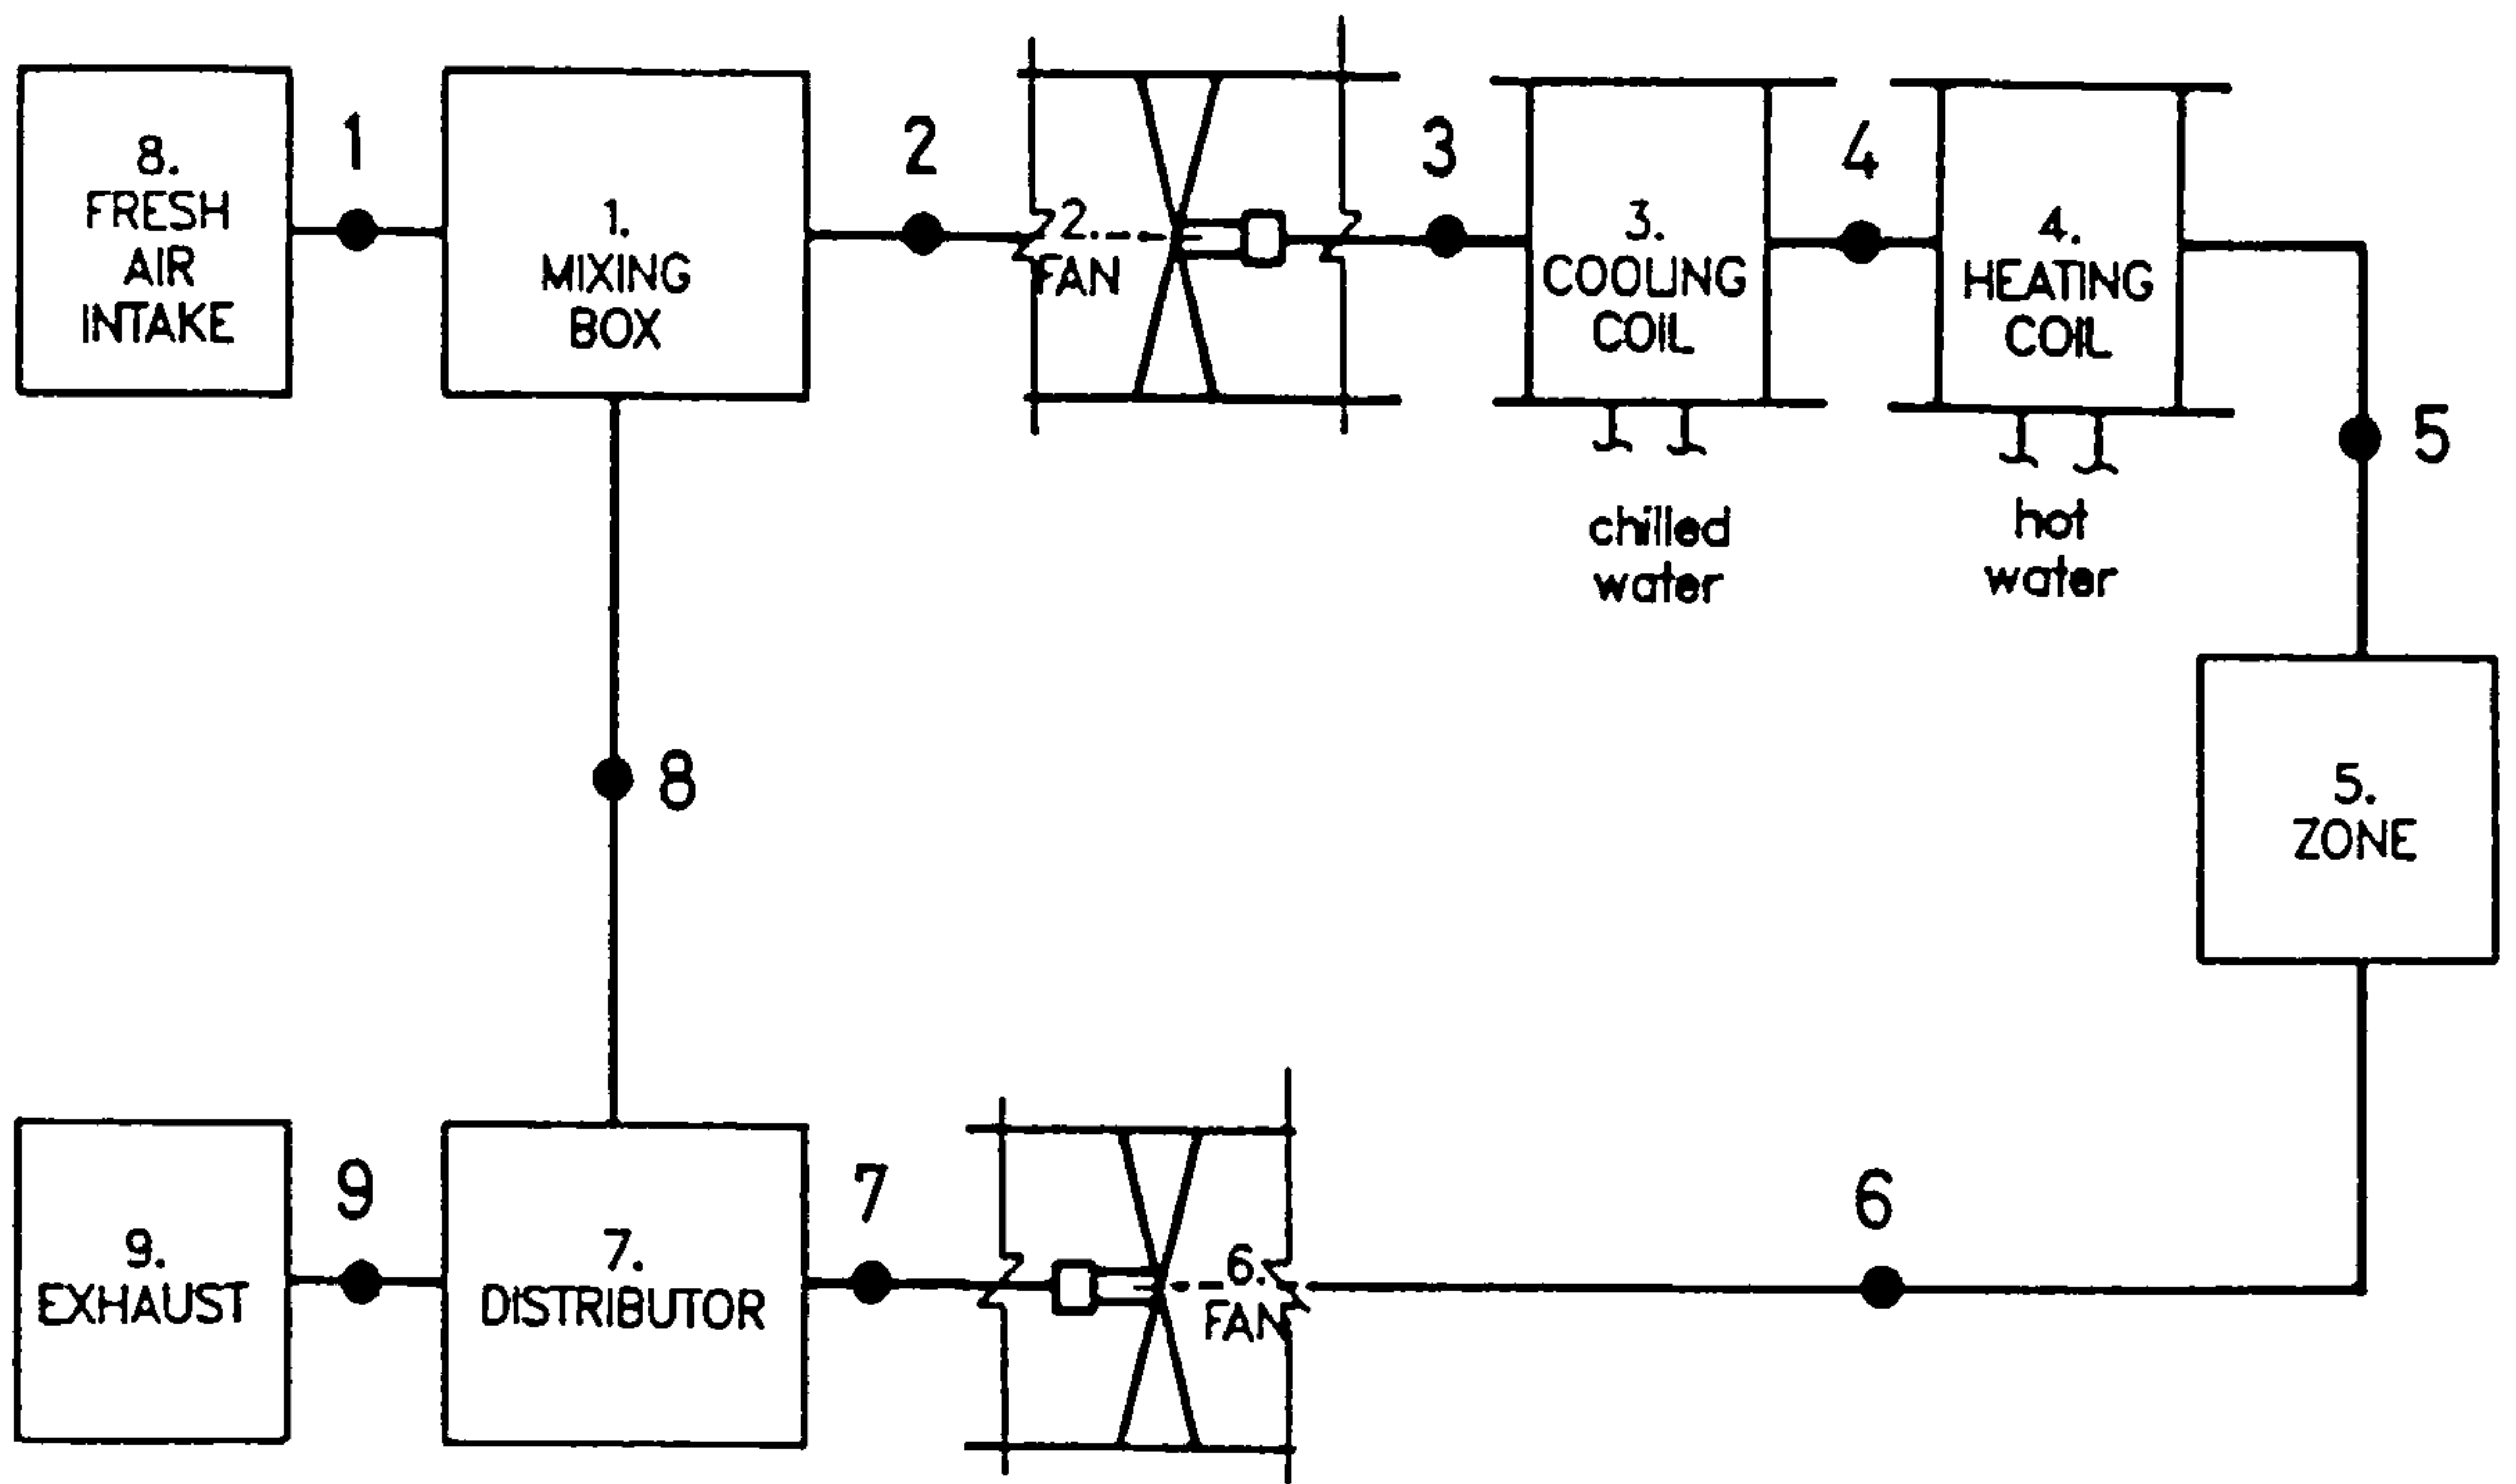 8.
FRESH
AIR
INTAKE
1
1.
MIXING
BOX
2
2.
FAN
3
3.
COOLING
COIL
4
4.
HEATING
COIL
chilled
water
hot
water
5
5.
ZONE
8
9.
EXHAUST
9
7.
DISTRIBUTOR
7
6.
FAN
6